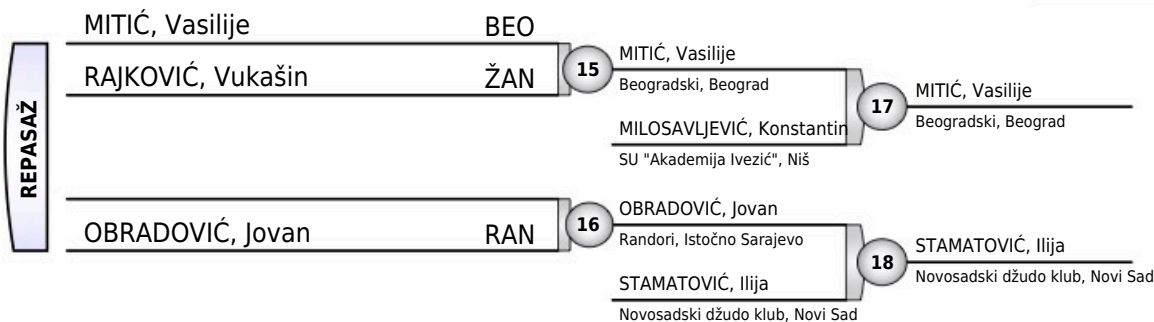 REPASAŽ
MITIĆ, Vasilije BEO
RAJKOVIĆ, Vukašin ŽAN
15
MITIĆ, Vasilije
Beogradski, Beograd
MILOSAVLJEVIĆ, Konstantin
SU "Akademija Ivezić", Niš
17
MITIĆ, Vasilije
Beogradski, Beograd
OBRADOVIĆ, Jovan RAN
16
OBRADOVIĆ, Jovan
Randori, Istočno Sarajevo
STAMATOVIĆ, Ilija
Novosadski džudo klub, Novi Sad
18
STAMATOVIĆ, Ilija
Novosadski džudo klub, Novi Sad